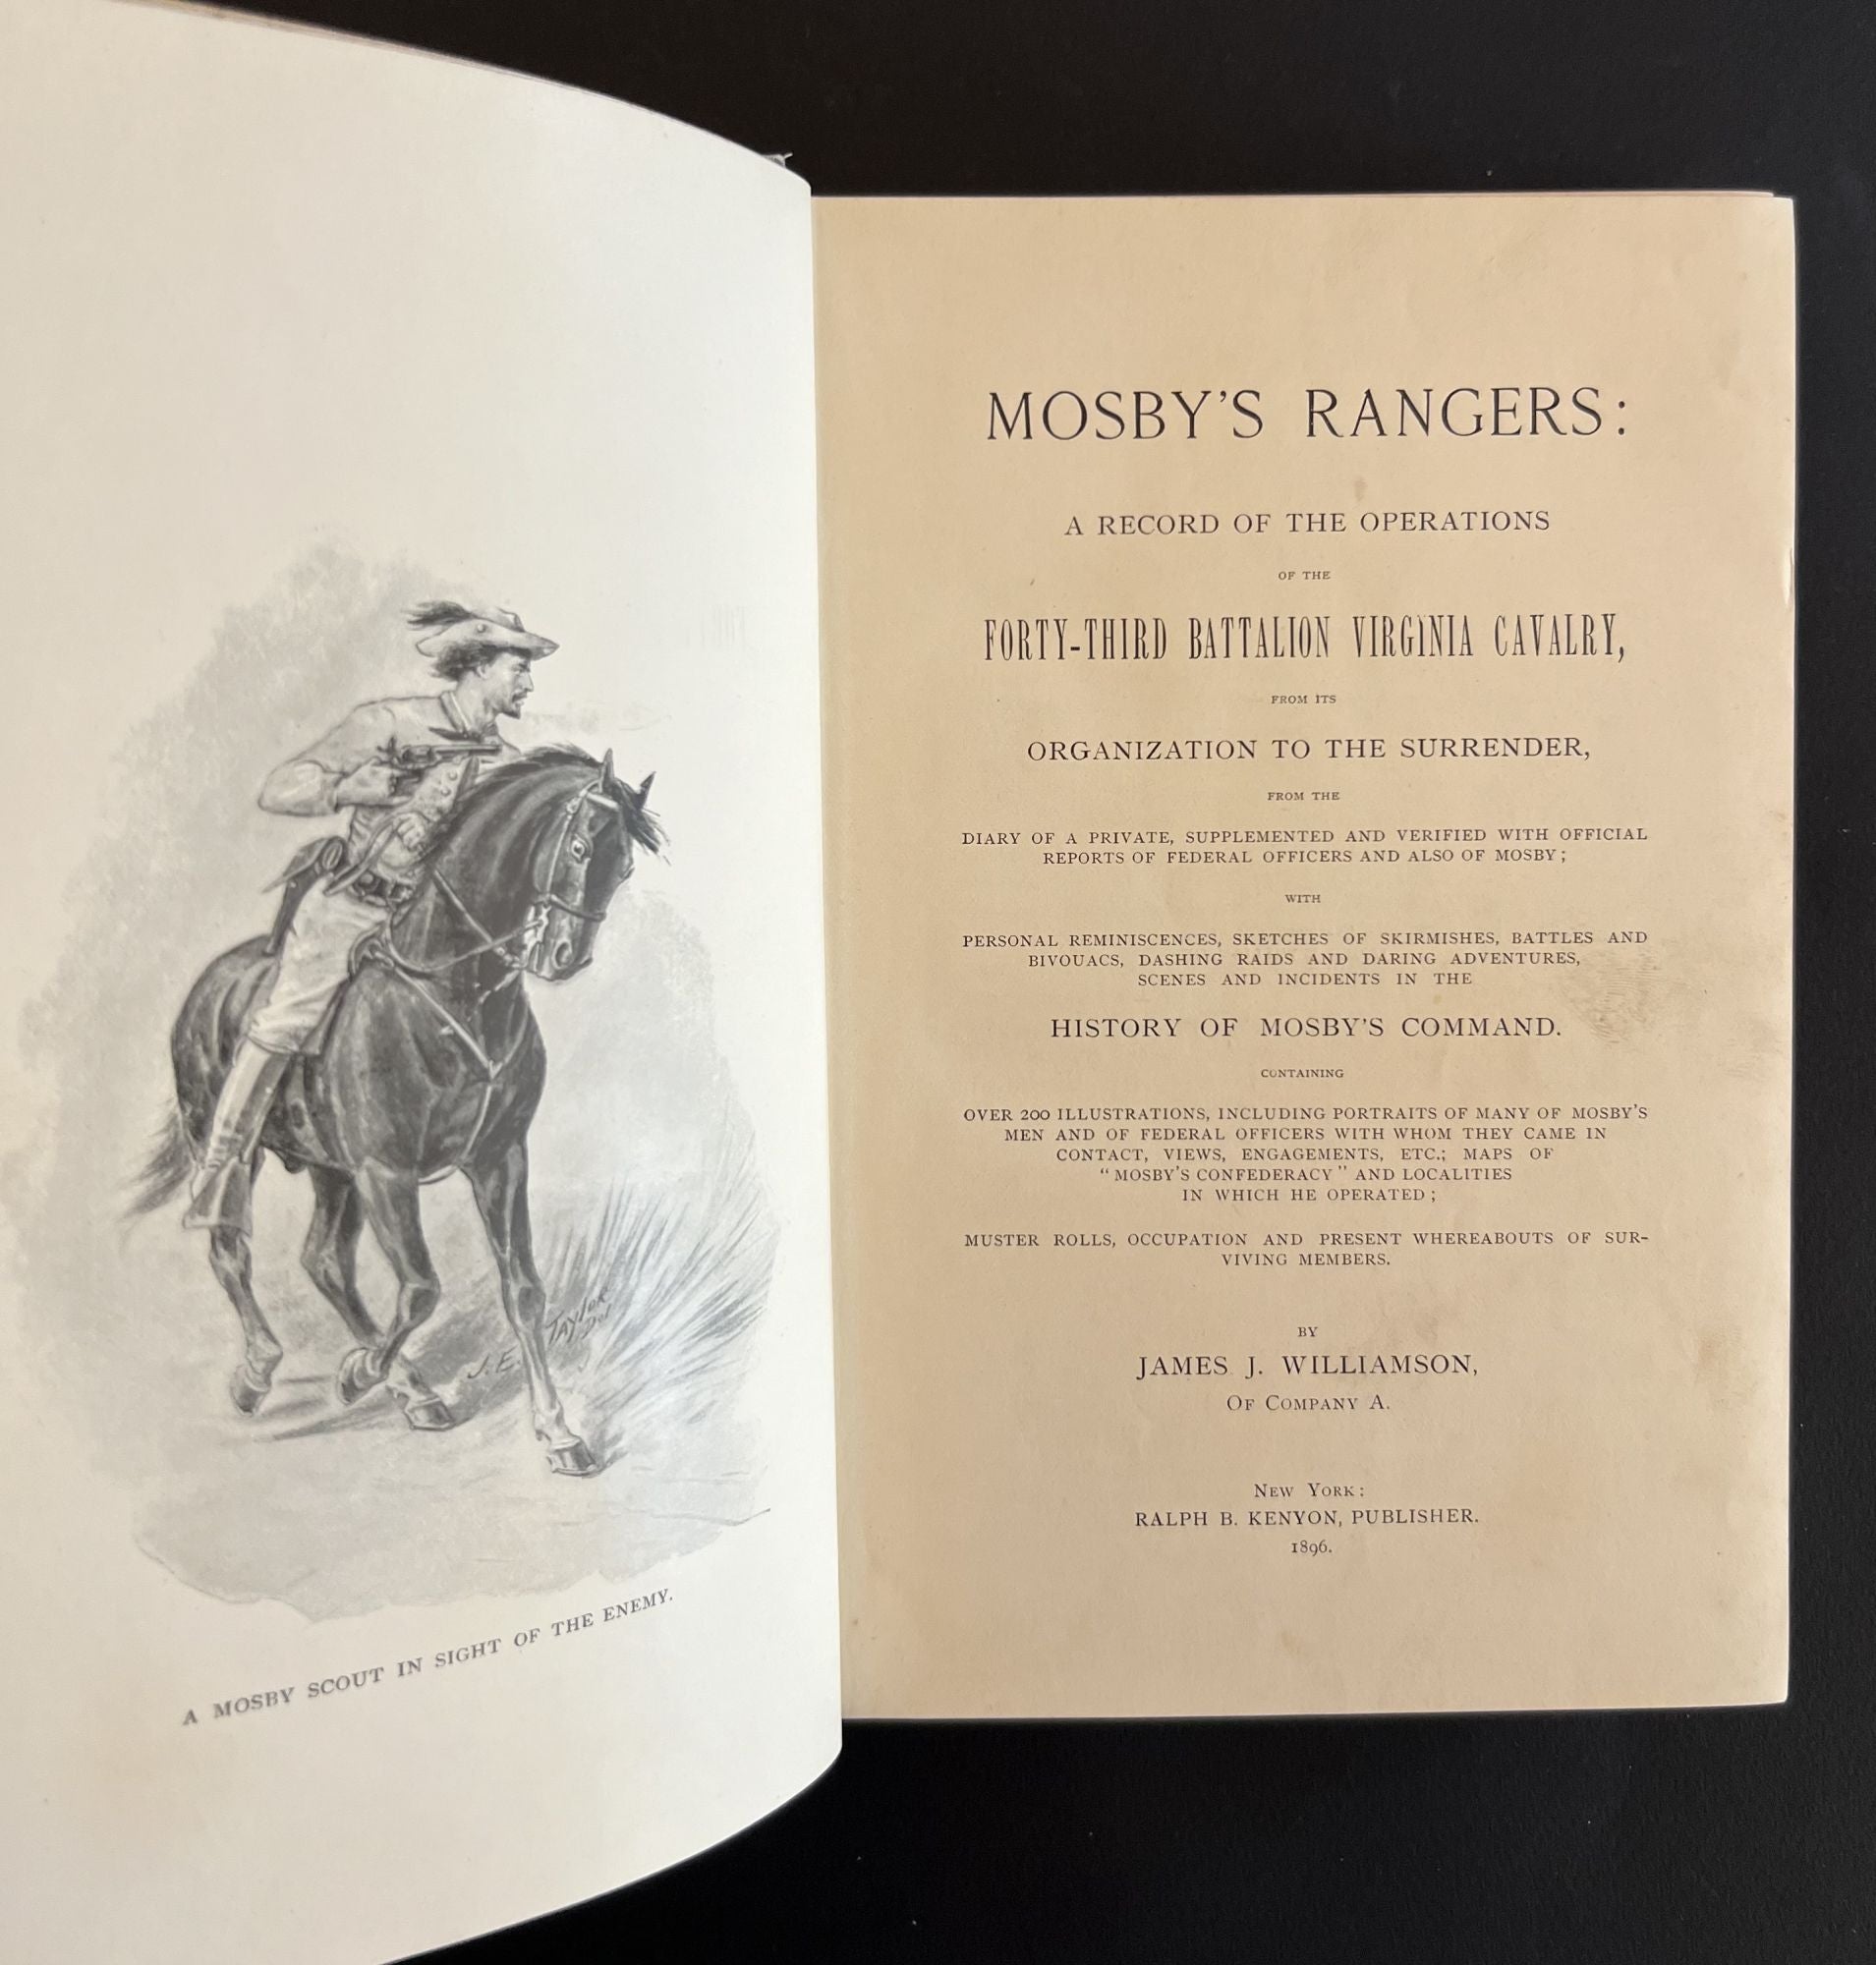 J. E. Taylor
Del
A MOSBY SCOUT IN SIGHT OF THE ENEMY.
MOSBY'S RANGERS:
A RECORD OF THE OPERATIONS
OF THE
FORTY-THIRD BATTALION VIRGINIA CAVALRY,
FROM ITS
ORGANIZATION TO THE SURRENDER,
FROM THE
DIARY OF A PRIVATE, SUPPLEMENTED AND VERIFIED WITH OFFICIAL
REPORTS OF FEDERAL OFFICERS AND ALSO OF MOSBY;
WITH
PERSONAL REMINISCENCES, SKETCHES OF SKIRMISHES, BATTLES AND
BIVOUACS, DASHING RAIDS AND DARING ADVENTURES,
SCENES AND INCIDENTS IN THE
HISTORY OF MOSBY'S COMMAND.
CONTAINING
OVER 200 ILLUSTRATIONS, INCLUDING PORTRAITS OF MANY OF MOSBY'S
MEN AND OF FEDERAL OFFICERS WITH WHOM THEY CAME IN
CONTACT, VIEWS, ENGAGEMENTS, ETC.; MAPS OF
"MOSBY'S CONFEDERACY" AND LOCALITIES
IN WHICH HE OPERATED;
MUSTER ROLLS, OCCUPATION AND PRESENT WHEREABOUTS OF SUR-
VIVING MEMBERS.
BY
JAMES J. WILLIAMSON,
OF COMPANY A.
NEW YORK:
RALPH B. KENYON, PUBLISHER.
1896.